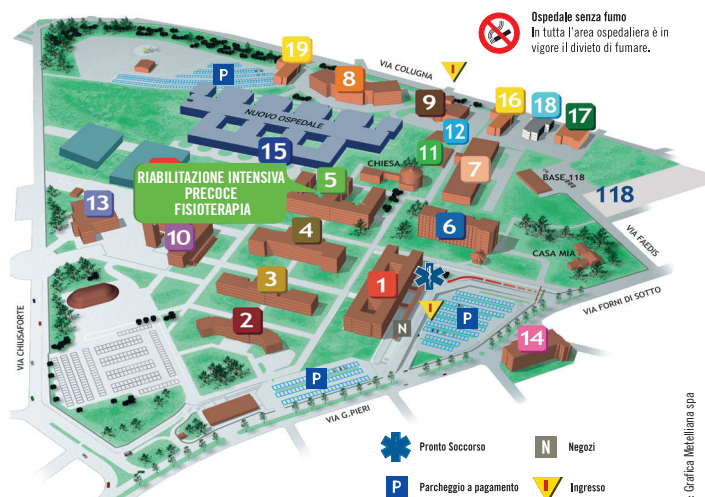 Ospedale senza fumo
In tutta l'area ospedaliera è in
vigore il divieto di fumare.
VIA COLUGNA
I
19
P
8
9
16
18
17
NUOVO OSPEDALE
12
15
11
7
CHIESA
RIABILITAZIONE INTENSIVA
PRECOCE
FISIOTERAPIA
5
BASE 118
118
13
10
4
6
VIA FAEDIS
CASA MIA
3
1
I
P
VIA FORNI DI SOTTO
2
N
14
VIA CHIUSAFORTE
P
VIA G.PIERI
Pronto Soccorso
N Negozi
P Parcheggio a pagamento
I Ingresso
: Grafica Metelliana spa